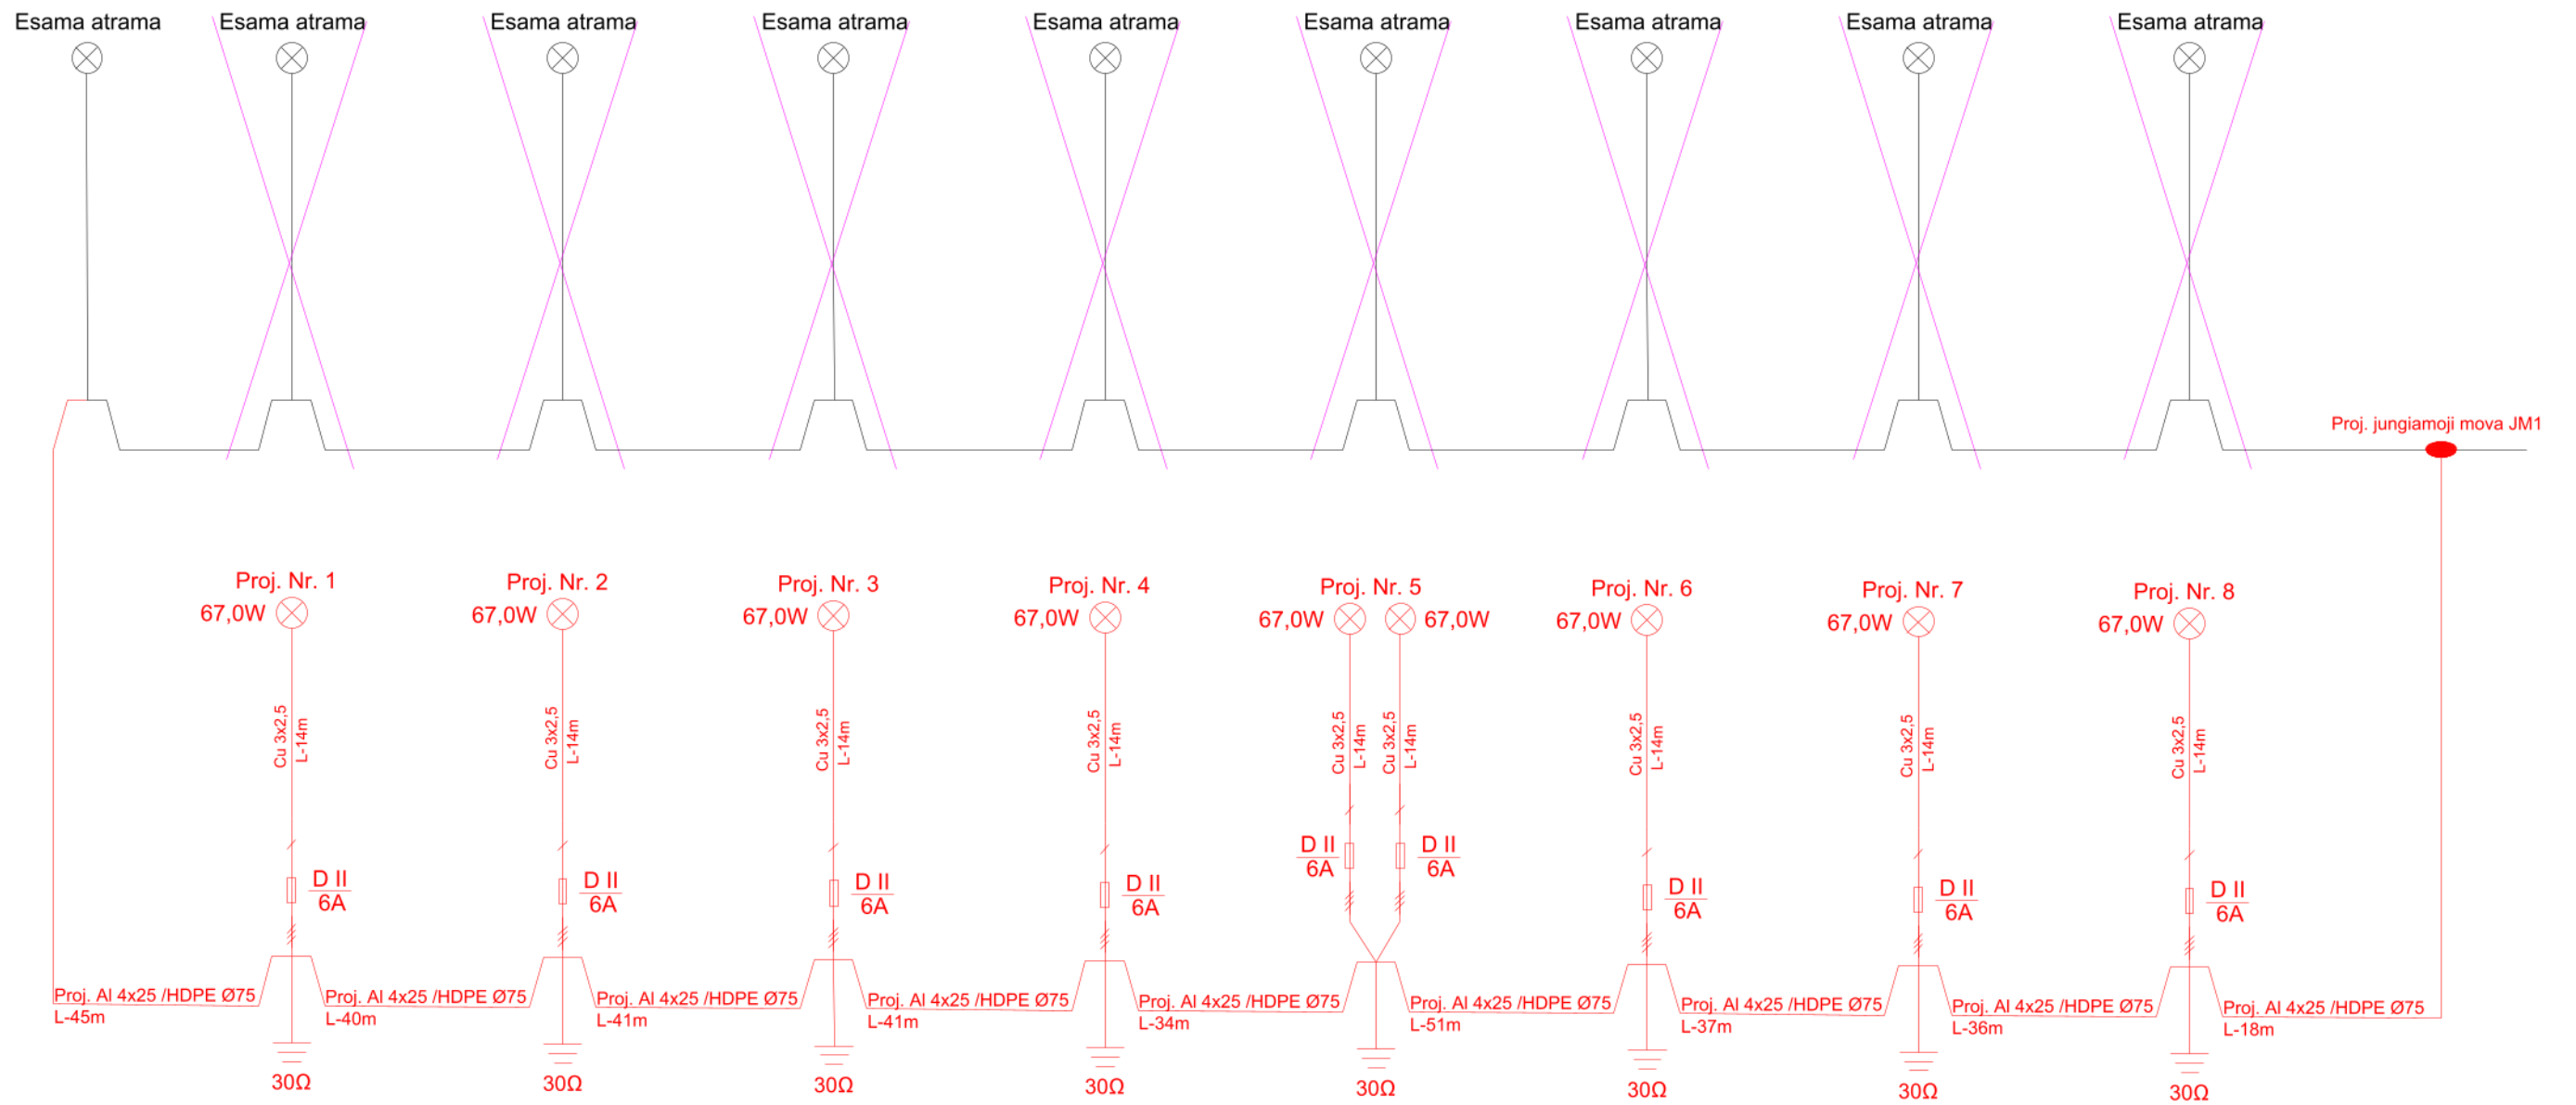 Esama atrama
Esama atrama
Esama atrama
Esama atrama
Esama atrama
Esama atrama
Esama atrama
Esama atrama
Esama atrama
Proj. jungiamoji mova JM1
Proj. Nr. 1
67,0W
Cu 3x2,5
L-14m
D II
6A
30Ω
Proj. Nr. 2
67,0W
Cu 3x2,5
L-14m
D II
6A
30Ω
Proj. Nr. 3
67,0W
Cu 3x2,5
L-14m
D II
6A
30Ω
Proj. Nr. 4
67,0W
Cu 3x2,5
L-14m
D II
6A
30Ω
Proj. Nr. 5
67,0W
67,0W
Cu 3x2,5
L-14m
Cu 3x2,5
L-14m
D II
6A
D II
6A
30Ω
Proj. Nr. 6
67,0W
Cu 3x2,5
L-14m
D II
6A
30Ω
Proj. Nr. 7
67,0W
Cu 3x2,5
L-14m
D II
6A
30Ω
Proj. Nr. 8
67,0W
Cu 3x2,5
L-14m
D II
6A
30Ω
Proj. Al 4x25 /HDPE Ø75
L-45m
Proj. Al 4x25 /HDPE Ø75
L-40m
Proj. Al 4x25 /HDPE Ø75
L-41m
Proj. Al 4x25 /HDPE Ø75
L-41m
Proj. Al 4x25 /HDPE Ø75
L-34m
Proj. Al 4x25 /HDPE Ø75
L-51m
Proj. Al 4x25 /HDPE Ø75
L-37m
Proj. Al 4x25 /HDPE Ø75
L-36m
Proj. Al 4x25 /HDPE Ø75
L-18m